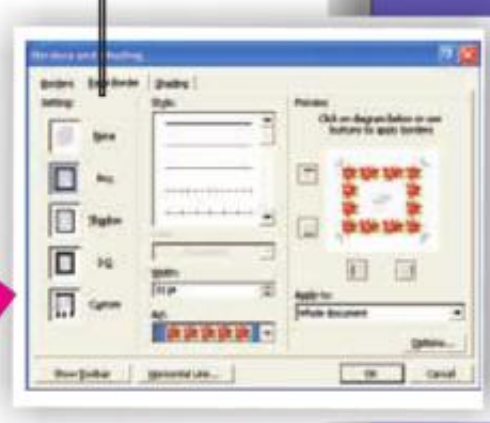 Borders and Shading
Borders Page Border Shading
Setting:
None
Box
Shadow
3-D
Custom
Style:
Width:
31 pt
Art:
Preview
Click on diagram below or use
buttons to apply borders
Apply to:
Whole document
Options...
Show Toolbar Horizontal Line... OK Cancel